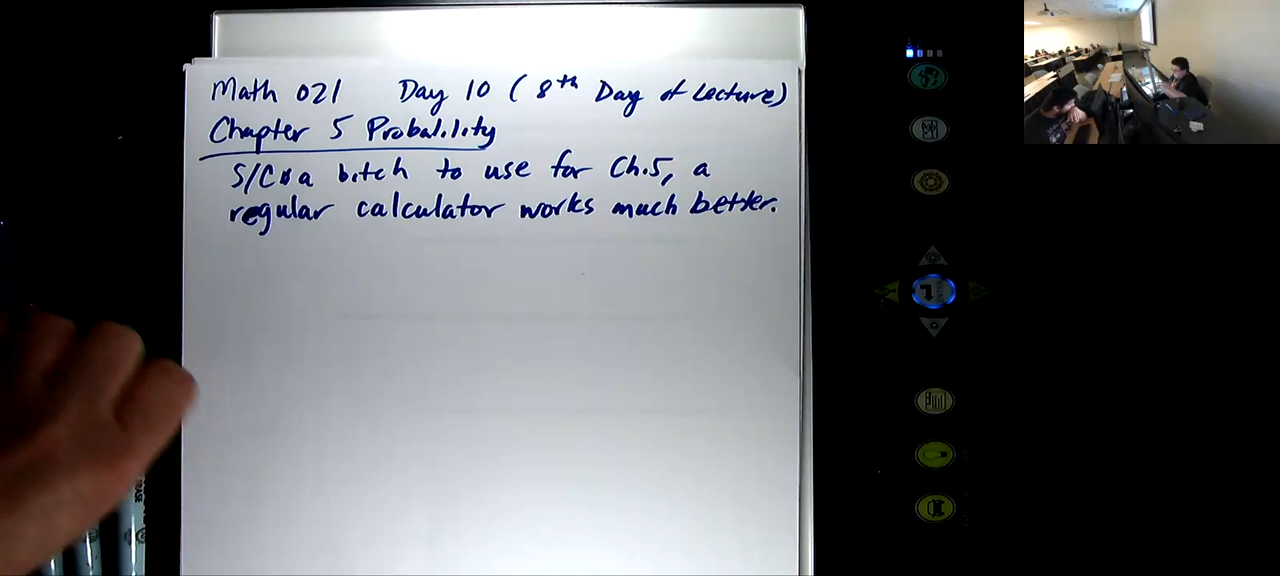 Math 021 Day 10 (8th Day of Lecture)
Chapter 5 Probability
S/C is a bitch to use for Ch.5, a
regular calculator works much better.